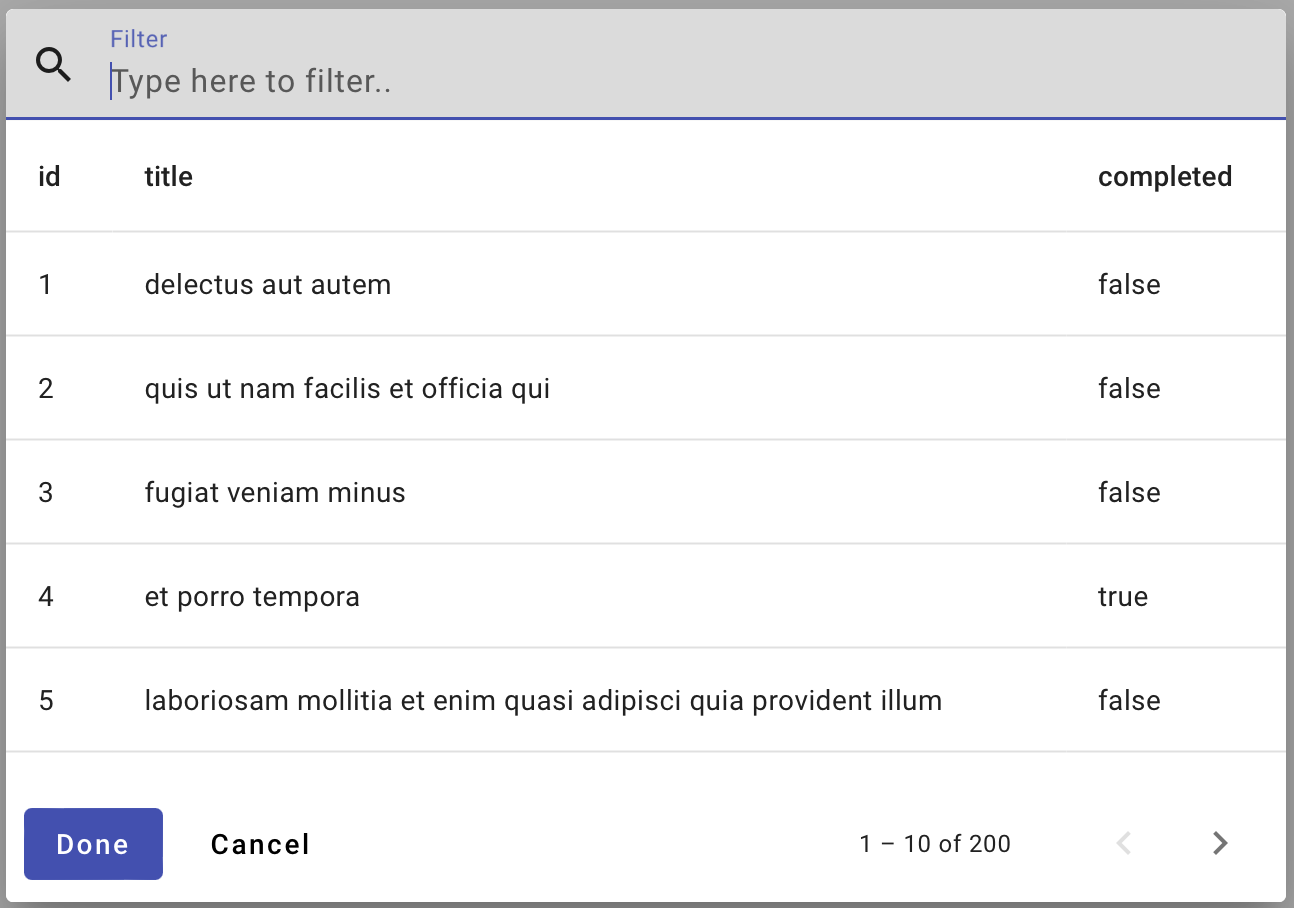 Filter
Type here to filter..
id title completed
1 delectus aut autem false
2 quis ut nam facilis et officia qui false
3 fugiat veniam minus false
4 et porro tempora true
5 laboriosam mollitia et enim quasi adipisci quia provident illum false
Done Cancel 1 – 10 of 200